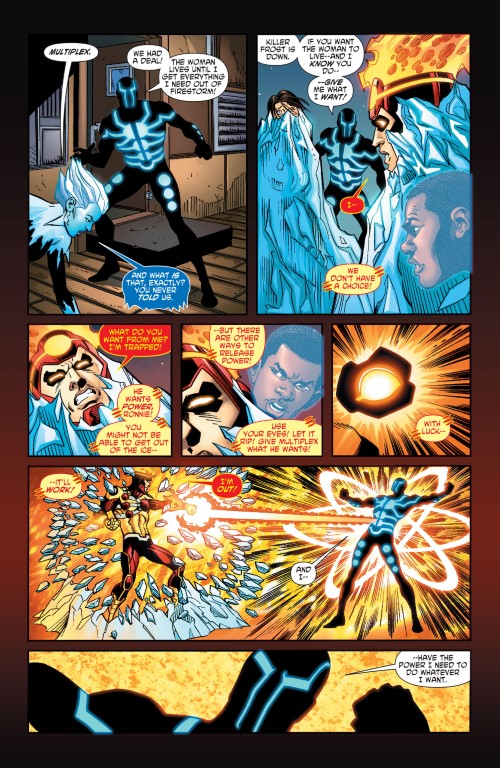 MULTIPLEX.
WE HAD
A DEAL!
THE WOMAN
LIVES UNTIL I
GET EVERYTHING
I NEED OUT OF
FIRESTORM!
AND WHAT IS
THAT, EXACTLY?
YOU NEVER
TOLD US.
KILLER
FROST IS
DOWN.
IF YOU WANT
THE WOMAN TO
LIVE--AND I
KNOW YOU
DO--
--GIVE
ME WHAT
I WANT!
I--
WE
DON'T HAVE
A CHOICE!
WHAT DO YOU
WANT FROM ME?
I'M TRAPPED!
HE
WANTS
POWER,
RONNIE!
YOU
MIGHT NOT BE
ABLE TO GET OUT
OF THE ICE--
--BUT THERE
ARE OTHER
WAYS TO
RELEASE
POWER!
USE
YOUR EYES! LET IT
RIP! GIVE MULTIPLEX
WHAT HE WANTS!
WITH
LUCK--
--IT'LL
WORK!
I'M
OUT!
AND
I--
--HAVE THE
POWER I NEED TO
DO WHATEVER
I WANT.